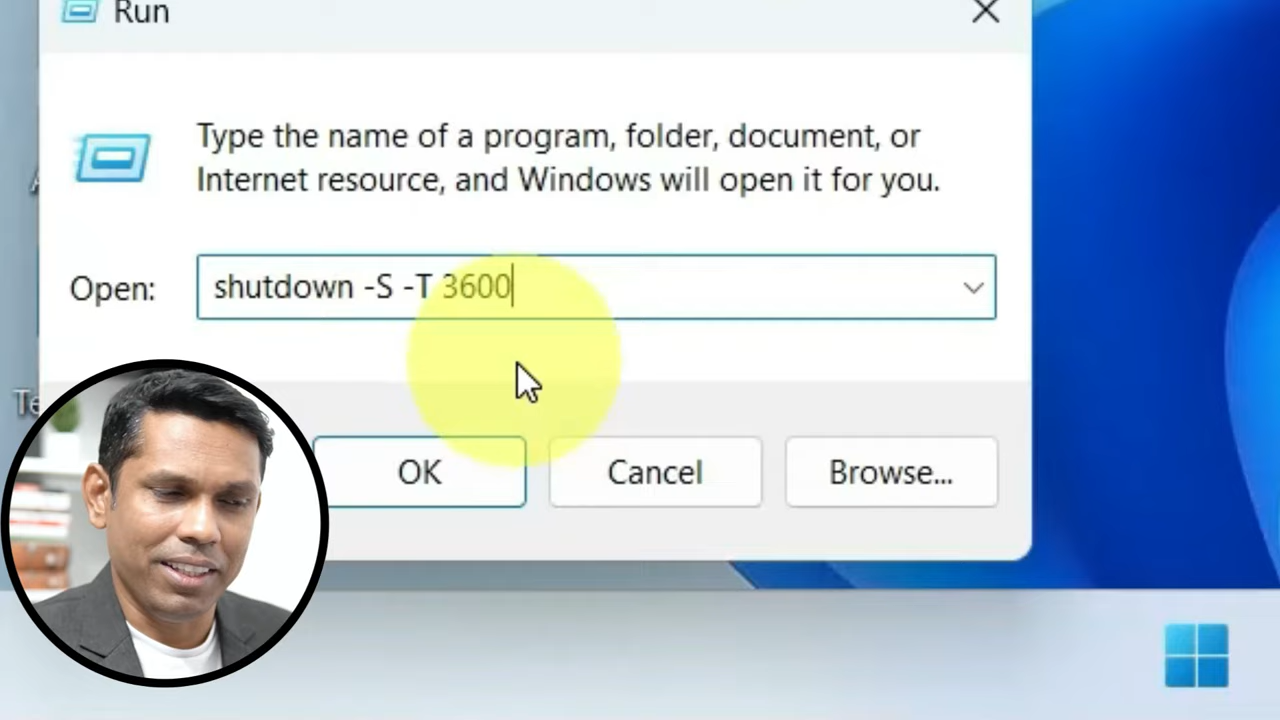 Run
Type the name of a program, folder, document, or
Internet resource, and Windows will open it for you.
Open: shutdown -S -T 3600
OK Cancel Browse...